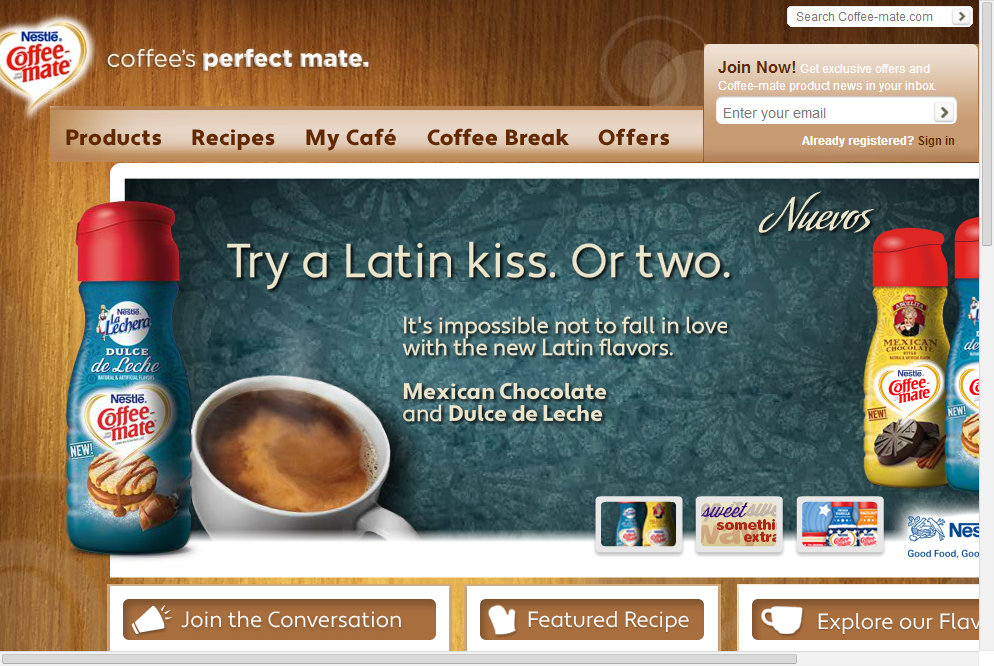 Search Coffee-mate.com
Nestlé®
Coffee-
mate
coffee's perfect mate.
Join Now! Get exclusive offers and
Coffee-mate product news in your inbox.
Enter your email
Already registered? Sign in
Products Recipes My Café Coffee Break Offers
Nuevos
Try a Latin kiss. Or two.
It's impossible not to fall in love
with the new Latin flavors.
Mexican Chocolate
and Dulce de Leche
Nestlé
La
Lechera
DULCE
de Leche
NATURAL & ARTIFICIAL FLAVORS
Nestlé
Coffee-
mate
NEW!
ABUELITA
MEXICAN
CHOCOLATE
Nestlé
Coffee-
mate
NEW!
NEW!
sweet
somethi
extra
Nes
Good Food, Goo
Join the Conversation
Featured Recipe
Explore our Flav